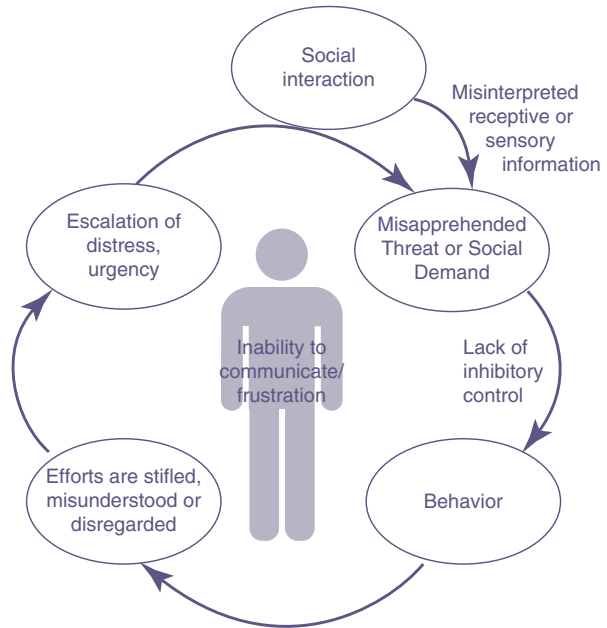 Social
interaction
Misinterpreted
receptive or
sensory
information
Misapprehended
Threat or Social
Demand
Lack of
inhibitory
control
Behavior
Efforts are stifled,
misunderstood or
disregarded
Escalation of
distress,
urgency
Inability to
communicate/
frustration